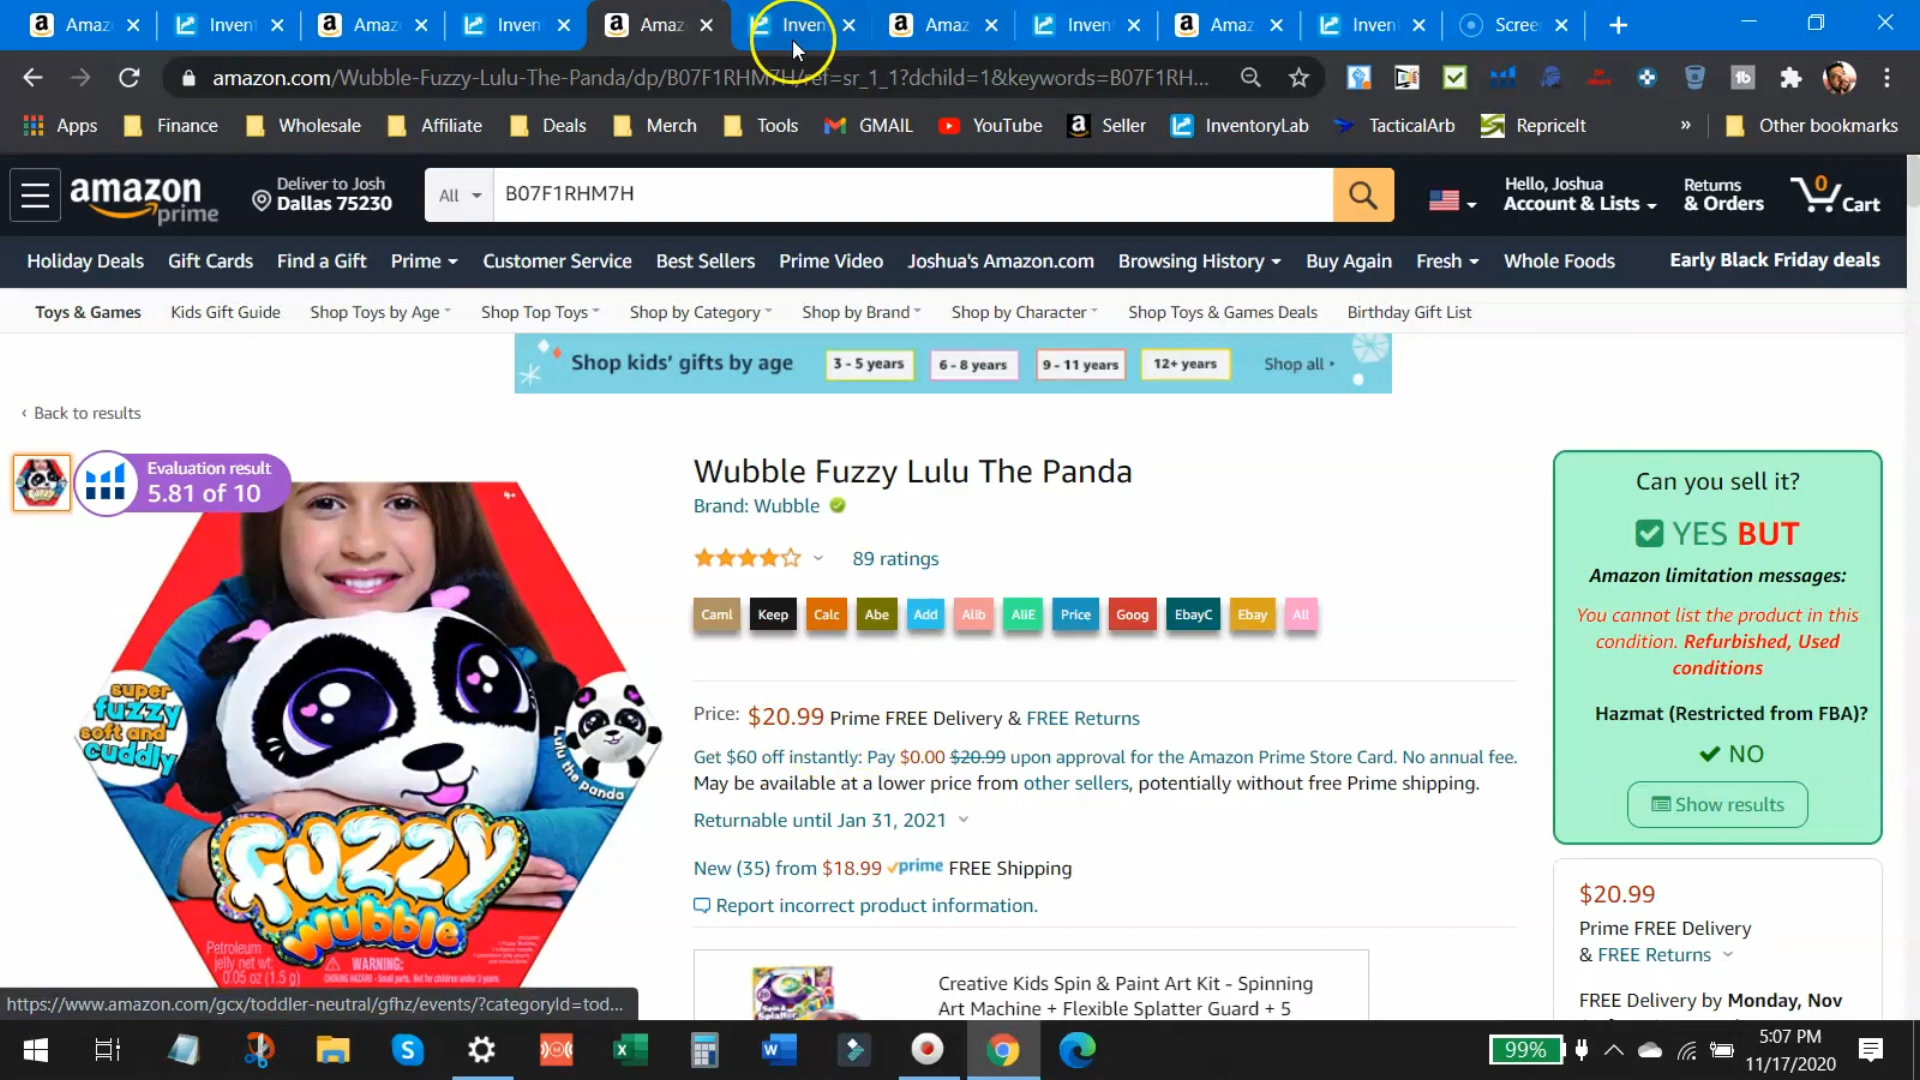 Amaz
Inven
Amaz
Inven
Amaz
Inven
Amaz
Inven
Amaz
Inven
Scree
amazon.com/Wubble-Fuzzy-Lulu-The-Panda/dp/B07F1RHM7H/ref=sr_1_1?dchild=1&keywords=B07F1RH...
Apps
Finance
Wholesale
Affiliate
Deals
Merch
Tools
GMAIL
YouTube
Seller
InventoryLab
TacticalArb
RepriceIt
»
Other bookmarks
amazon
prime
Deliver to Josh
Dallas 75230
All
B07F1RHM7H
Hello, Joshua
Account & Lists
Returns
& Orders
0
Cart
Holiday Deals
Gift Cards
Find a Gift
Prime
Customer Service
Best Sellers
Prime Video
Joshua's Amazon.com
Browsing History
Buy Again
Fresh
Whole Foods
Early Black Friday deals
Toys & Games
Kids Gift Guide
Shop Toys by Age
Shop Top Toys
Shop by Category
Shop by Brand
Shop by Character
Shop Toys & Games Deals
Birthday Gift List
Shop kids' gifts by age
3 - 5 years
6 - 8 years
9 - 11 years
12+ years
Shop all ›
‹ Back to results
Evaluation result
5.81 of 10
super
fuzzy
soft and
cuddly
Lulu the panda
fuzzy
wubble
Petroleum
jelly net wt
0.05 oz (1.5 g)
WARNING:
Wubble Fuzzy Lulu The Panda
Brand: Wubble
89 ratings
Caml
Keep
Calc
Abe
Add
Alib
AliE
Price
Goog
EbayC
Ebay
All
Price: $20.99 Prime FREE Delivery & FREE Returns
Get $60 off instantly: Pay $0.00 $20.99 upon approval for the Amazon Prime Store Card. No annual fee.
May be available at a lower price from other sellers, potentially without free Prime shipping.
Returnable until Jan 31, 2021
New (35) from $18.99 prime FREE Shipping
Report incorrect product information.
Creative Kids Spin & Paint Art Kit - Spinning
Art Machine + Flexible Splatter Guard + 5
Can you sell it?
YES BUT
Amazon limitation messages:
You cannot list the product in this
condition. Refurbished, Used
conditions
Hazmat (Restricted from FBA)?
NO
Show results
$20.99
Prime FREE Delivery
& FREE Returns
FREE Delivery by Monday, Nov
https://www.amazon.com/gcx/toddler-neutral/gfhz/events/?categoryId=tod...
99%
5:07 PM
11/17/2020